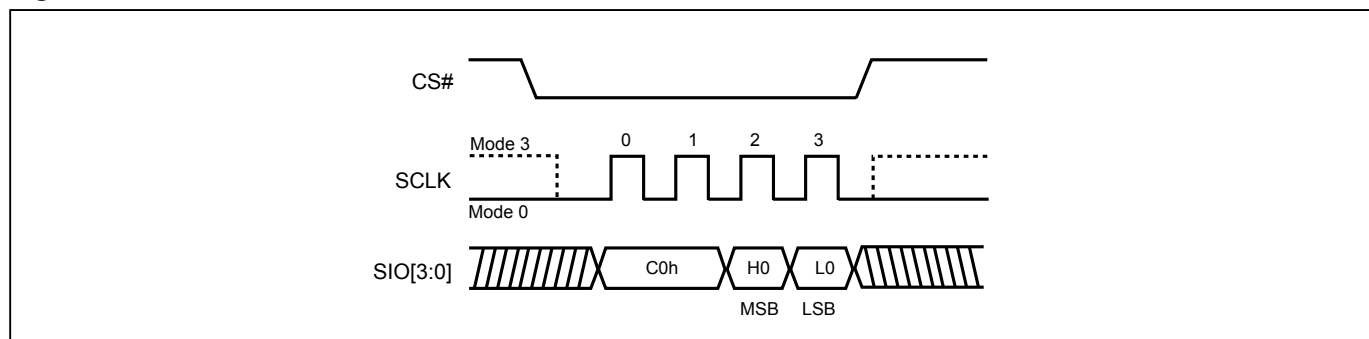 CS#
Mode 3 0 1 2 3
SCLK
Mode 0
SIO[3:0] C0h H0 L0
MSB LSB